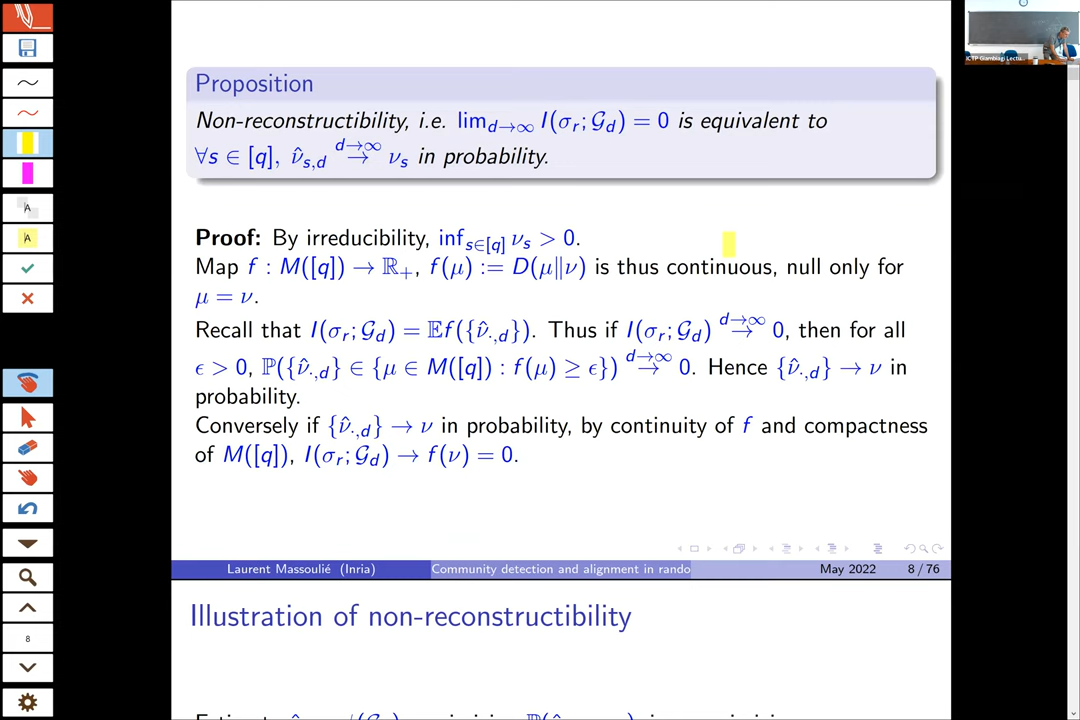 Proposition
Non-reconstructibility, i.e. lim_{d→∞} I(σ_r; 𝒢_d) = 0 is equivalent to
∀s ∈ [q], ν̂_{s,d} →^{d→∞} ν_s in probability.
Proof: By irreducibility, inf_{s∈[q]} ν_s > 0.
Map f : M([q]) → ℝ_+, f(μ) := D(μ‖ν) is thus continuous, null only for
μ = ν.
Recall that I(σ_r; 𝒢_d) = 𝔼f({ν̂_{·,d}}). Thus if I(σ_r; 𝒢_d) →^{d→∞} 0, then for all
ϵ > 0, ℙ({ν̂_{·,d}} ∈ {μ ∈ M([q]) : f(μ) ≥ ϵ}) →^{d→∞} 0. Hence {ν̂_{·,d}} → ν in
probability.
Conversely if {ν̂_{·,d}} → ν in probability, by continuity of f and compactness
of M([q]), I(σ_r; 𝒢_d) → f(ν) = 0.
Laurent Massoulié (Inria) Community detection and alignment in rando May 2022 8 / 76
Illustration of non-reconstructibility
A
A
8